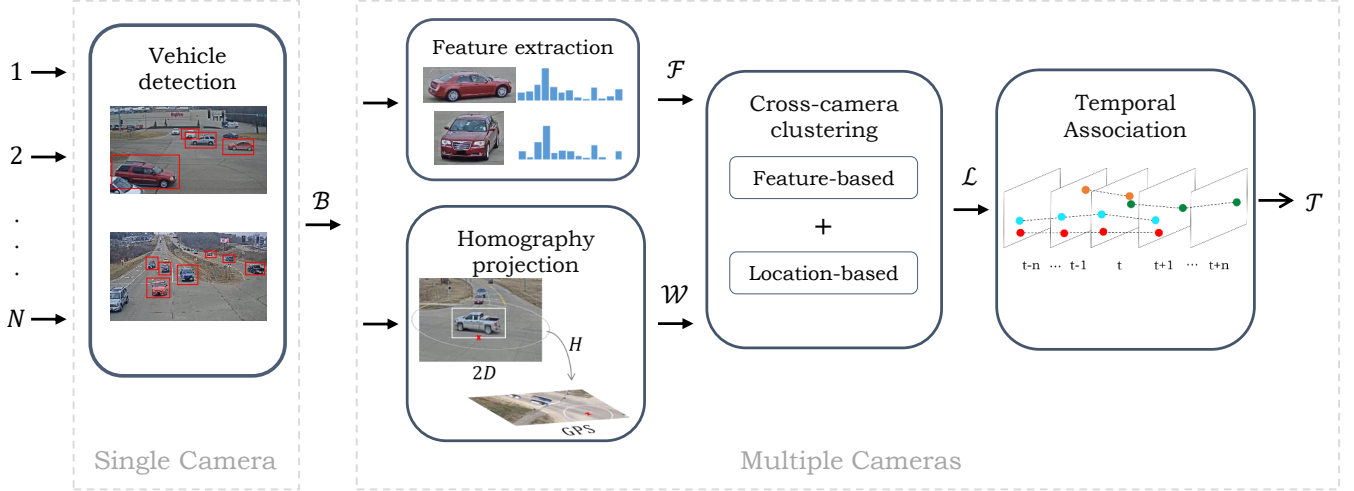 1
2
.
.
.
N
Vehicle
detection
ℬ
Single Camera
Feature extraction
ℱ
Homography
projection
H
2D
GPS
𝒲
Cross-camera
clustering
Feature-based
+
Location-based
ℒ
Temporal
Association
t-n ... t-1 t t+1 ... t+n
𝒯
Multiple Cameras